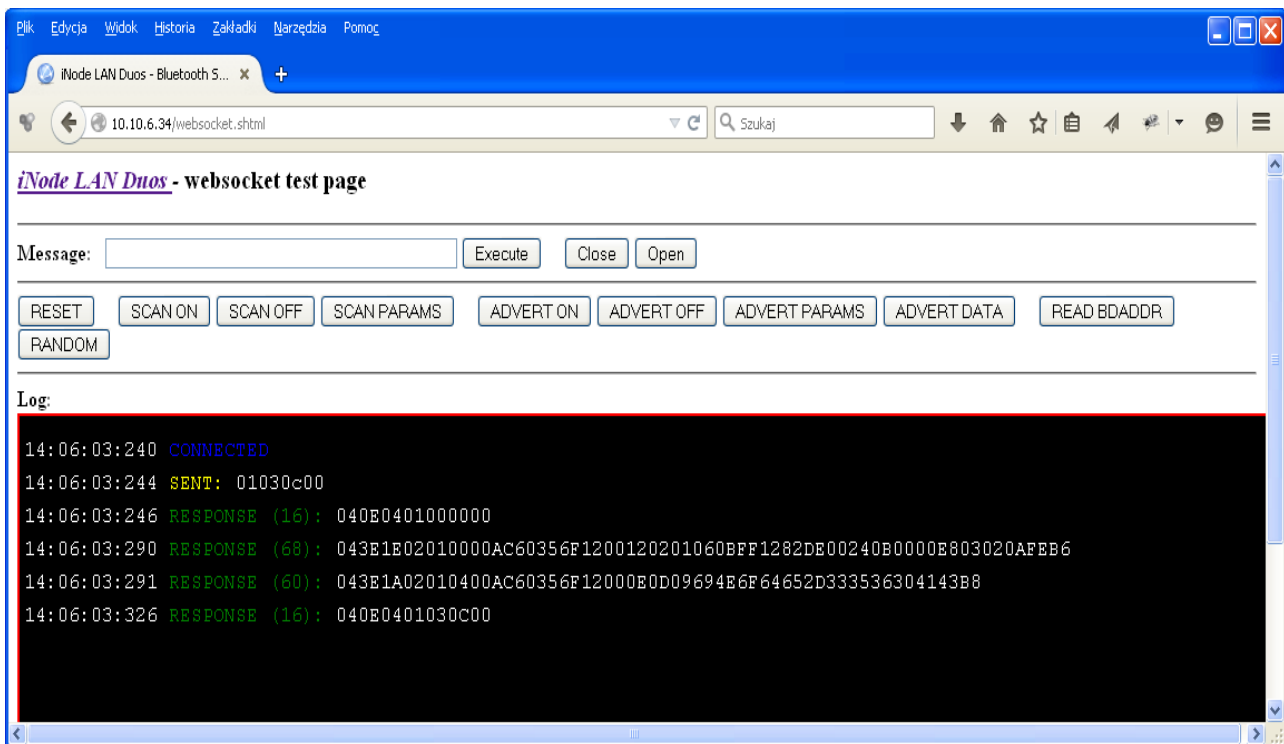 Plik Edycja Widok Historia Zakładki Narzędzia Pomoc
iNode LAN Duos - Bluetooth S...
10.10.6.34/websocket.shtml Szukaj
iNode LAN Duos - websocket test page
Message: Execute Close Open
RESET SCAN ON SCAN OFF SCAN PARAMS ADVERT ON ADVERT OFF ADVERT PARAMS ADVERT DATA READ BDADDR
RANDOM
Log:
14:06:03:240 CONNECTED
14:06:03:244 SENT: 01030c00
14:06:03:246 RESPONSE (16): 040E0401000000
14:06:03:290 RESPONSE (68): 043E1E02010000AC60356F1200120201060BFF1282DE00240B0000E803020AFEB6
14:06:03:291 RESPONSE (60): 043E1A02010400AC60356F12000E0D09694E6F64652D333536304143B8
14:06:03:326 RESPONSE (16): 040E0401030C00